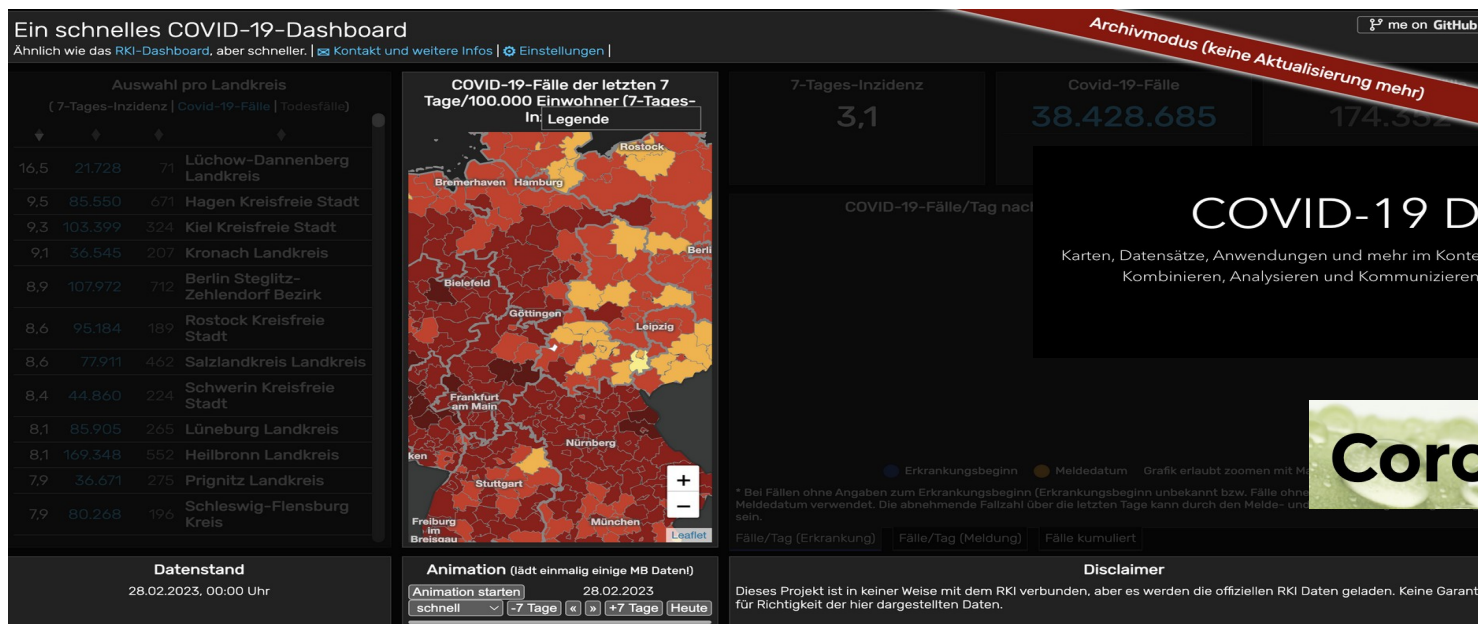 Ein schnelles COVID-19-Dashboard
Ähnlich wie das RKI-Dashboard, aber schneller. | Kontakt und weitere Infos | Einstellungen |
Archivmodus (keine Aktualisierung mehr)
me on GitHub
Auswahl pro Landkreis
( 7-Tages-Inzidenz | Covid-19-Fälle | Todesfälle)
16,5 21.728 71 Lüchow-Dannenberg
Landkreis
9,5 85.550 671 Hagen Kreisfreie Stadt
9,3 103.399 324 Kiel Kreisfreie Stadt
9,1 36.545 207 Kronach Landkreis
8,9 107.972 712 Berlin Steglitz-
Zehlendorf Bezirk
8,6 95.184 189 Rostock Kreisfreie
Stadt
8,6 77.911 462 Salzlandkreis Landkreis
8,4 44.860 224 Schwerin Kreisfreie
Stadt
8,1 85.905 265 Lüneburg Landkreis
8,1 169.348 552 Heilbronn Landkreis
7,9 36.671 275 Prignitz Landkreis
7,9 80.268 196 Schleswig-Flensburg
Kreis
COVID-19-Fälle der letzten 7
Tage/100.000 Einwohner (7-Tages-
In
Legende
Rostock
Bremerhaven Hamburg
Berli
Bielefeld
Göttingen
Leipzig
Frankfurt
am Main
Nürnberg
ken
Stuttgart
+
−
München
Freiburg
im
Breisgau
Leaflet
7-Tages-Inzidenz
3,1
Covid-19-Fälle
38.428.685
174.352
COVID-19-Fälle/Tag nach
COVID-19 D
Karten, Datensätze, Anwendungen und mehr im Konte
Kombinieren, Analysieren und Kommunizieren
Coro
Erkrankungsbeginn Meldedatum Grafik erlaubt zoomen mit Ma
* Bei Fällen ohne Angaben zum Erkrankungsbeginn (Erkrankungsbeginn unbekannt bzw. Fälle ohne
Meldedatum verwendet. Die abnehmende Fallzahl über die letzten Tage kann durch den Melde- und
sein.
Fälle/Tag (Erkrankung) Fälle/Tag (Meldung) Fälle kumuliert
Datenstand
28.02.2023, 00:00 Uhr
Animation (lädt einmalig einige MB Daten!)
Animation starten 28.02.2023
schnell -7 Tage « » +7 Tage Heute
Disclaimer
Dieses Projekt ist in keiner Weise mit dem RKI verbunden, aber es werden die offiziellen RKI Daten geladen. Keine Garant
für Richtigkeit der hier dargestellten Daten.